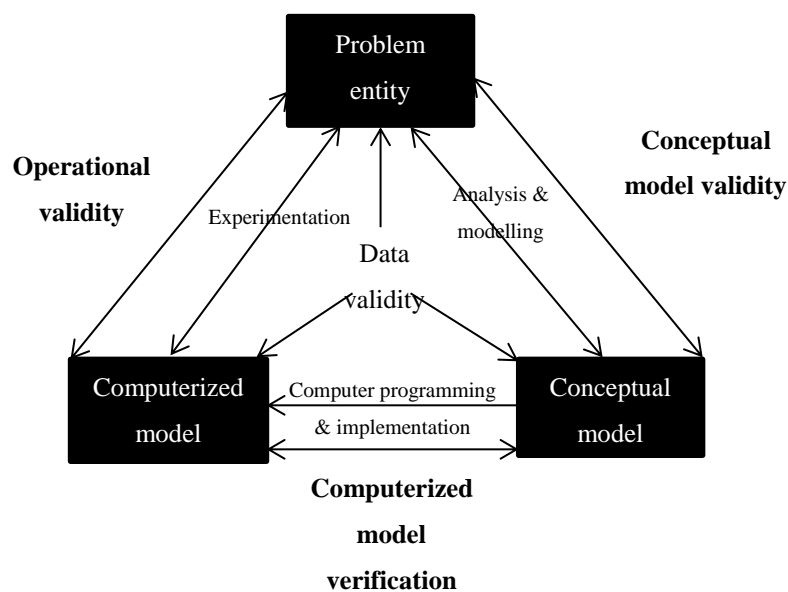 Problem
entity
Operational
validity
Conceptual
model validity
Experimentation
Analysis &
modelling
Data
validity
Computerized
model
Computer programming
& implementation
Conceptual
model
Computerized
model
verification